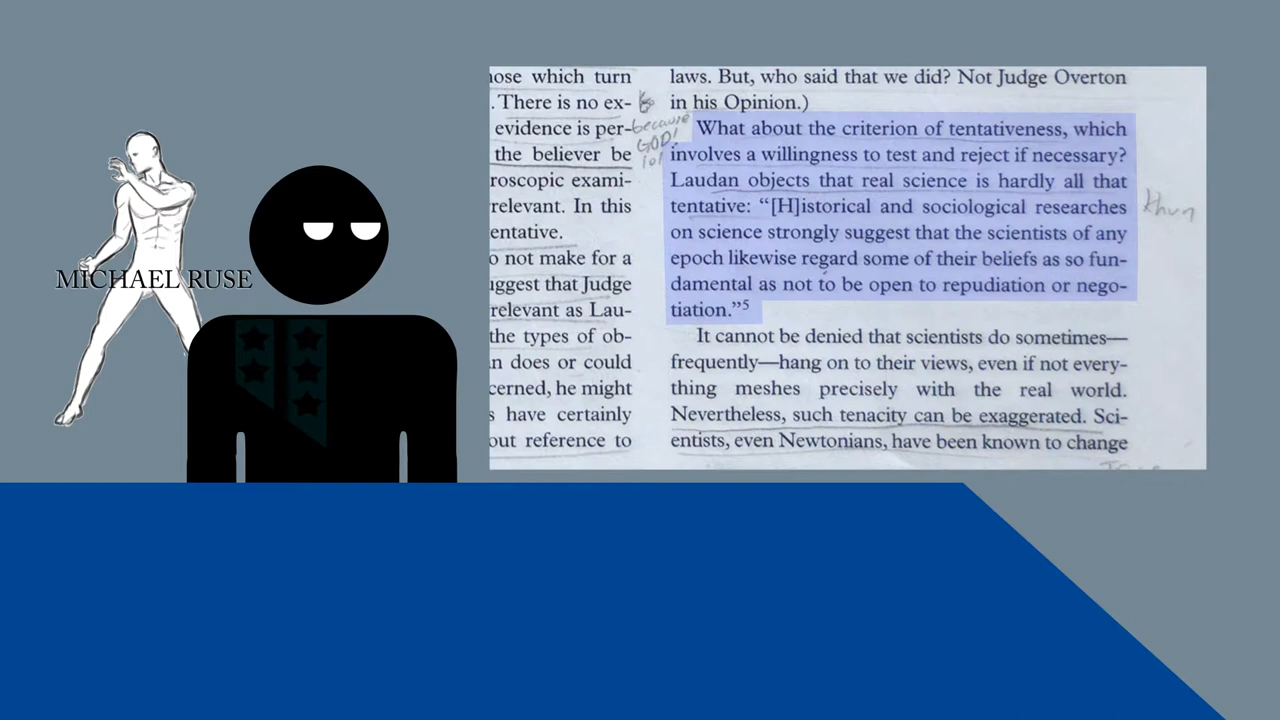 MICHAEL RUSE
hose which turn
. There is no ex-
evidence is per-
the believer be
roscopic exami-
relevant. In this
entative.
o not make for a
uggest that Judge
relevant as Lau-
the types of ob-
n does or could
cerned, he might
s have certainly
out reference to
because
GOD!
lol
laws. But, who said that we did? Not Judge Overton
in his Opinion.)
What about the criterion of tentativeness, which
involves a willingness to test and reject if necessary?
Laudan objects that real science is hardly all that
tentative: “[H]istorical and sociological researches
on science strongly suggest that the scientists of any
epoch likewise regard some of their beliefs as so fun-
damental as not to be open to repudiation or nego-
tiation.”5
It cannot be denied that scientists do sometimes—
frequently—hang on to their views, even if not every-
thing meshes precisely with the real world.
Nevertheless, such tenacity can be exaggerated. Sci-
entists, even Newtonians, have been known to change
khun